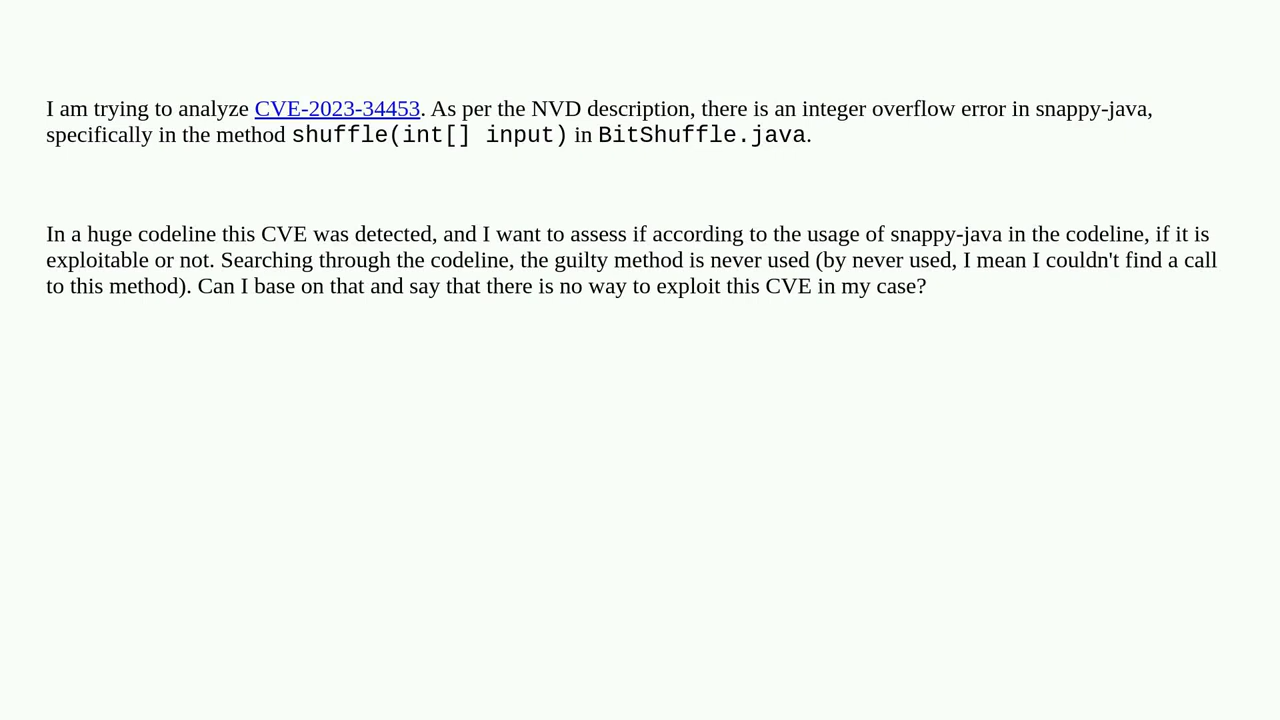 I am trying to analyze CVE-2023-34453. As per the NVD description, there is an integer overflow error in snappy-java,
specifically in the method shuffle(int[] input) in BitShuffle.java.
In a huge codeline this CVE was detected, and I want to assess if according to the usage of snappy-java in the codeline, if it is
exploitable or not. Searching through the codeline, the guilty method is never used (by never used, I mean I couldn't find a call
to this method). Can I base on that and say that there is no way to exploit this CVE in my case?